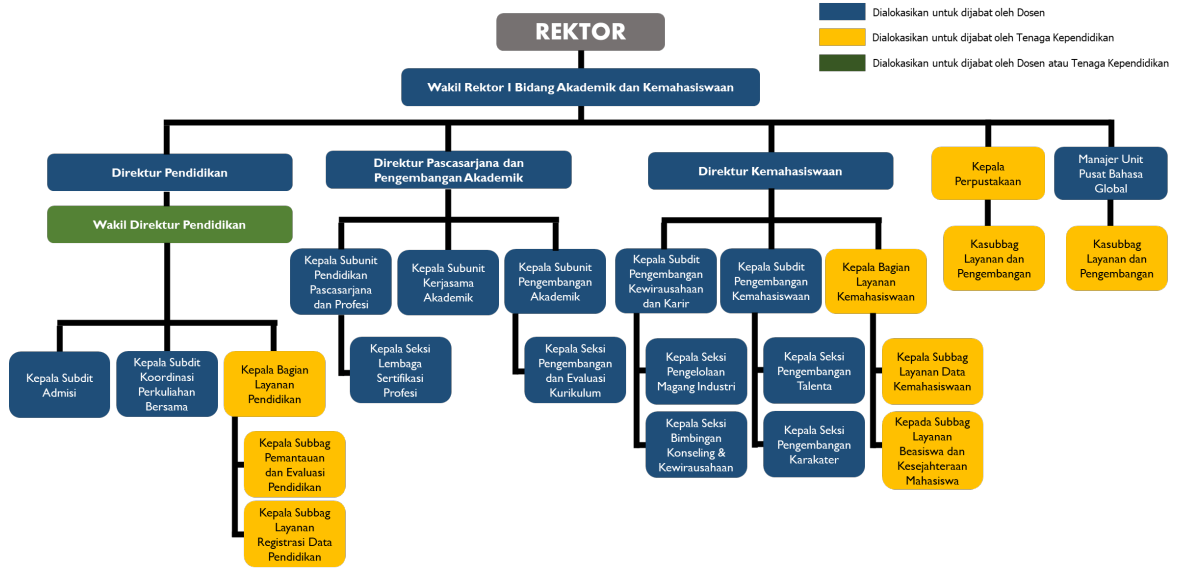 REKTOR
Dialokasikan untuk dijabat oleh Dosen
Dialokasikan untuk dijabat oleh Tenaga Kependidikan
Dialokasikan untuk dijabat oleh Dosen atau Tenaga Kependidikan
Wakil Rektor I Bidang Akademik dan Kemahasiswaan
Direktur Pendidikan
Wakil Direktur Pendidikan
Direktur Pascasarjana dan
Pengembangan Akademik
Direktur Kemahasiswaan
Kepala
Perpustakaan
Manajer Unit
Pusat Bahasa
Global
Kepala Subunit
Pendidikan
Pascasarjana
dan Profesi
Kepala Subunit
Kerjasama
Akademik
Kepala Subunit
Pengembangan
Akademik
Kepala Subdit
Pengembangan
Kewirausahaan
dan Karir
Kepala Subdit
Pengembangan
Kemahasiswaan
Kepala Bagian
Layanan
Kemahasiswaan
Kasubbag
Layanan dan
Pengembangan
Kasubbag
Layanan dan
Pengembangan
Kepala Subdit
Admisi
Kepala Subdit
Koordinasi
Perkuliahan
Bersama
Kepala Bagian
Layanan
Pendidikan
Kepala Seksi
Lembaga
Sertifikasi
Profesi
Kepala Seksi
Pengembangan
dan Evaluasi
Kurikulum
Kepala Seksi
Pengelolaan
Magang Industri
Kepala Seksi
Pengembangan
Talenta
Kepala Subbag
Layanan Data
Kemahasiswaan
Kepala Seksi
Bimbingan
Konseling &
Kewirausahaan
Kepala Seksi
Pengembangan
Karakater
Kepada Subbag
Layanan
Beasiswa dan
Kesejahteraan
Mahasiswa
Kepala Subbag
Pemantauan
dan Evaluasi
Pendidikan
Kepala Subbag
Layanan
Registrasi Data
Pendidikan